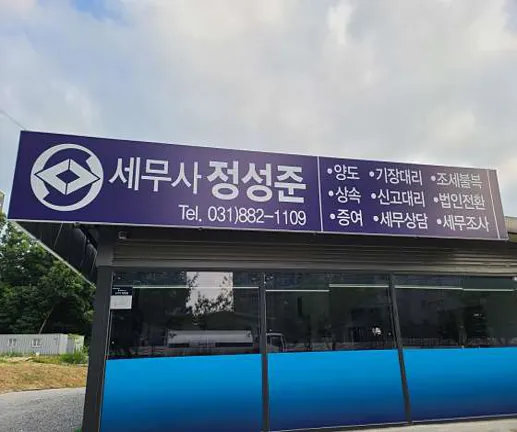 세무사 정성준
Tel. 031)882-1109
•양도 •기장대리 •조세불복
•상속 •신고대리 •법인전환
•증여 •세무상담 •세무조사